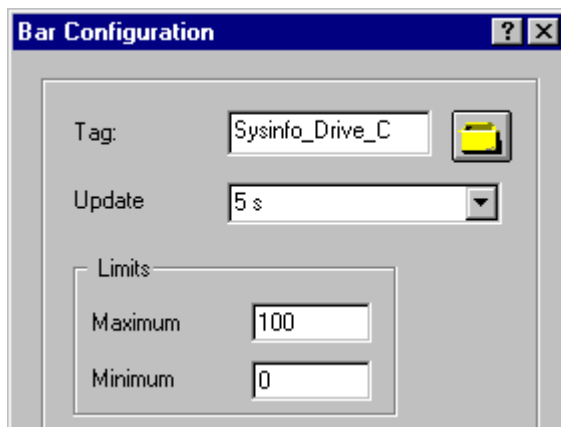 Bar Configuration
Tag: Sysinfo_Drive_C
Update 5 s
Limits
Maximum 100
Minimum 0